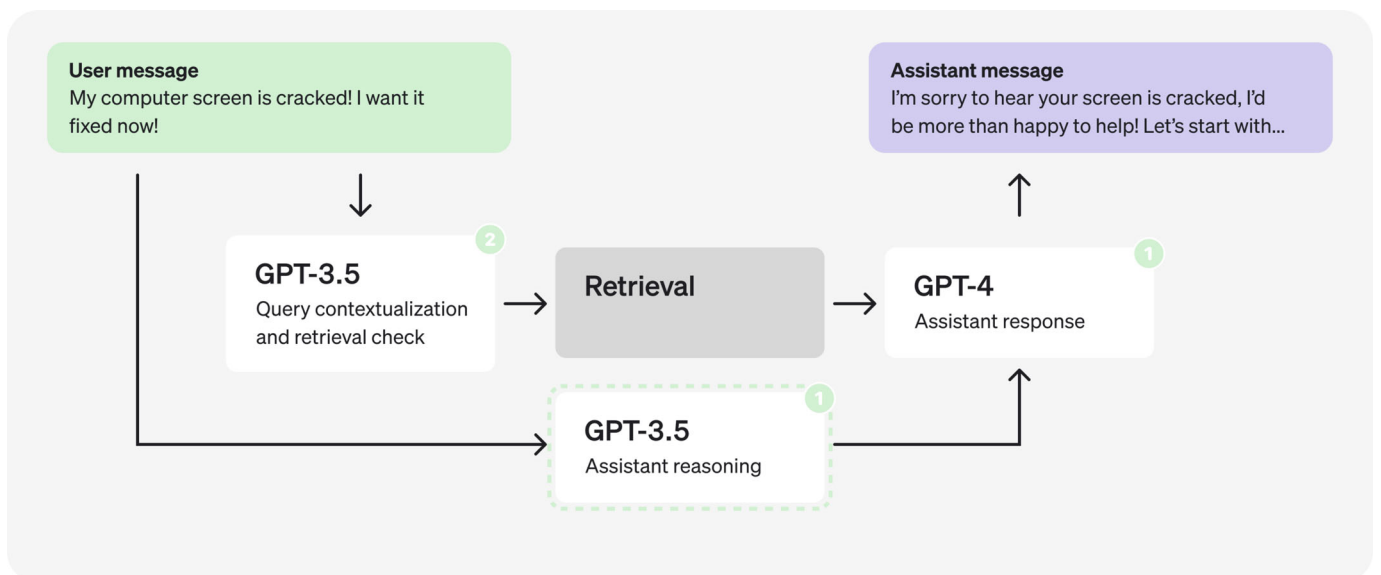 User message
My computer screen is cracked! I want it
fixed now!
Assistant message
I'm sorry to hear your screen is cracked, I'd
be more than happy to help! Let's start with...
2
GPT-3.5
Query contextualization
and retrieval check
Retrieval
1
GPT-4
Assistant response
1
GPT-3.5
Assistant reasoning